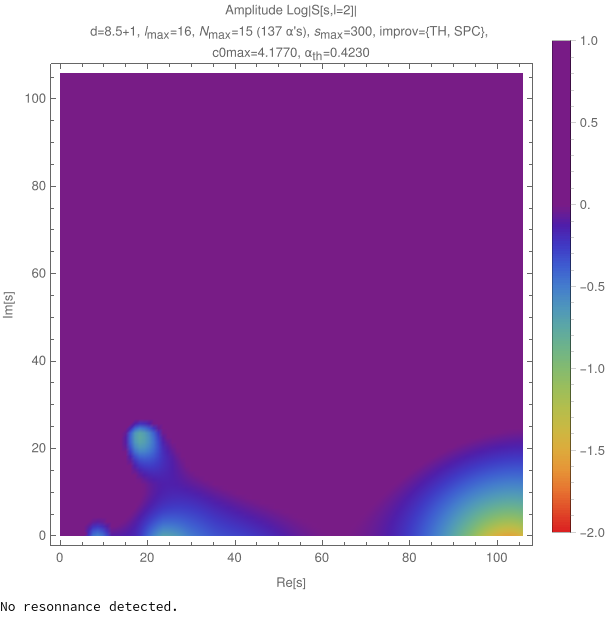 Amplitude Log|S[s,l=2]|
d=8.5+1, lmax=16, Nmax=15 (137 α's), smax=300, improv={TH, SPC},
c0max=4.1770, αth=0.4230
1.0
0.5
0.
-0.5
-1.0
-1.5
-2.0
100
80
60
40
20
0
Im[s]
0 20 40 60 80 100
Re[s]
No resonnance detected.